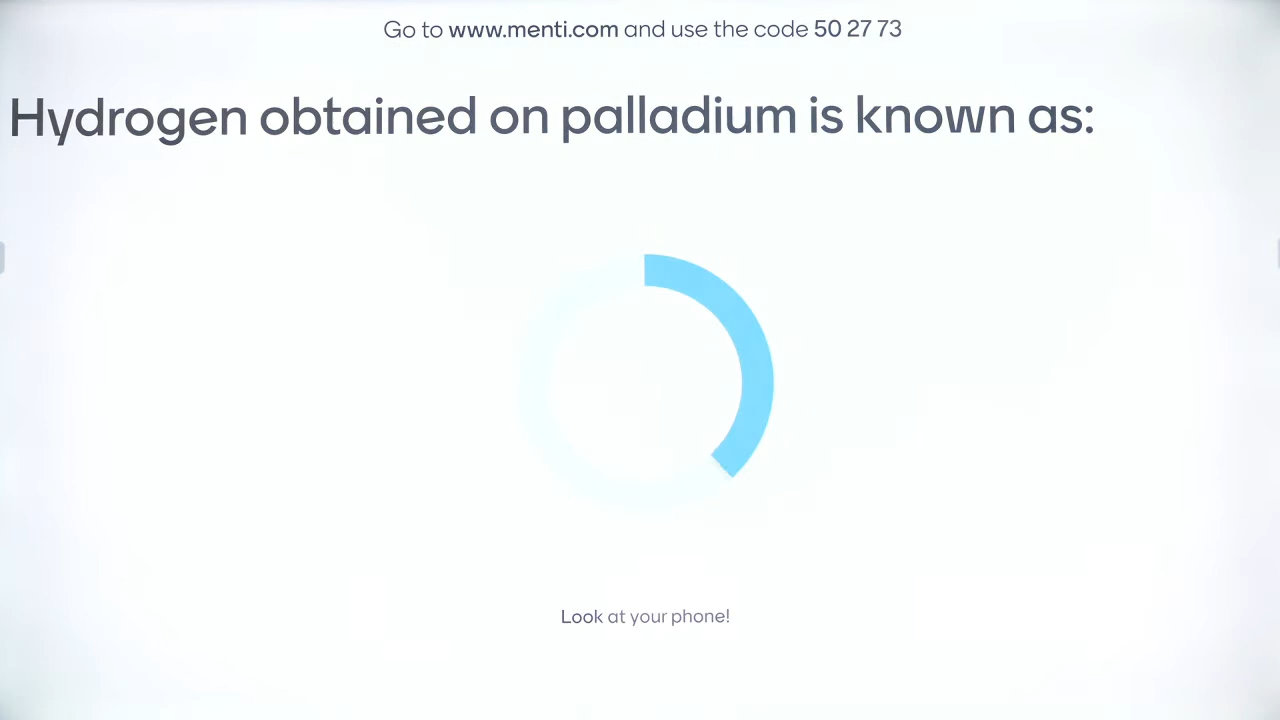 Go to www.menti.com and use the code 50 27 73
Hydrogen obtained on palladium is known as:
Look at your phone!